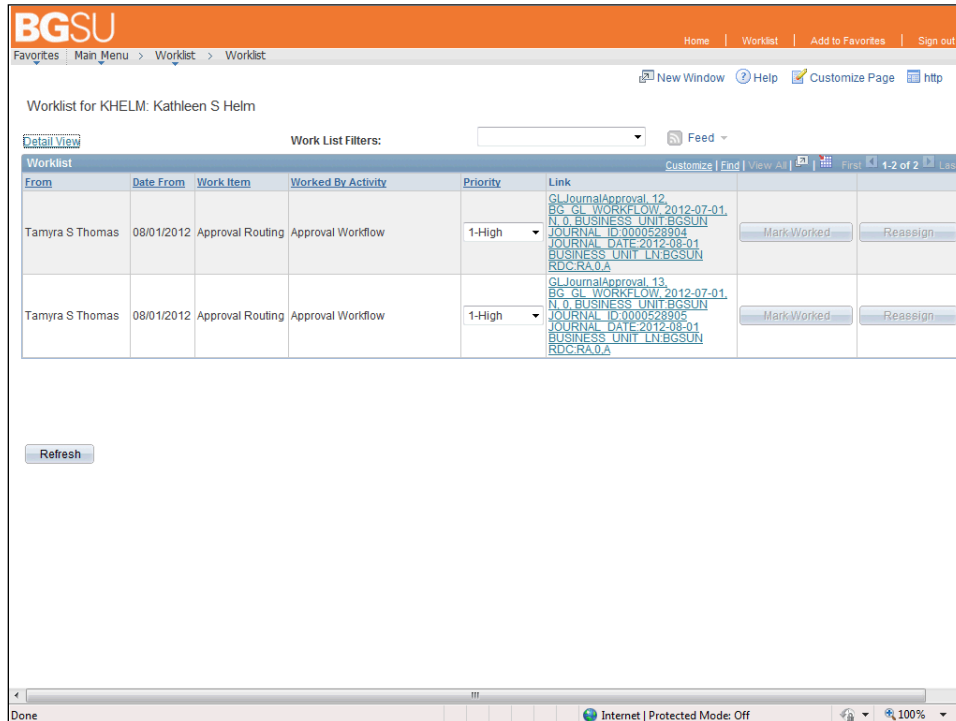 BGSU
Home | Worklist | Add to Favorites | Sign out
Favorites Main Menu > Worklist > Worklist
New Window Help Customize Page http
Worklist for KHELM: Kathleen S Helm
Detail View Work List Filters: Feed
Worklist Customize | Find | View All | | First 1-2 of 2 Las
From Date From Work Item Worked By Activity Priority Link
Tamyra S Thomas 08/01/2012 Approval Routing Approval Workflow 1-High
GLJournalApproval, 12,
BG_GL_WORKFLOW, 2012-07-01,
N, 0, BUSINESS_UNIT:BGSUN
JOURNAL_ID:0000528904
JOURNAL_DATE:2012-08-01
BUSINESS_UNIT_LN:BGSUN
RDC:RA,0,A
Mark Worked Reassign
Tamyra S Thomas 08/01/2012 Approval Routing Approval Workflow 1-High
GLJournalApproval, 13,
BG_GL_WORKFLOW, 2012-07-01,
N, 0, BUSINESS_UNIT:BGSUN
JOURNAL_ID:0000528905
JOURNAL_DATE:2012-08-01
BUSINESS_UNIT_LN:BGSUN
RDC:RA,0,A
Mark Worked Reassign
Refresh
Done Internet | Protected Mode: Off 100%